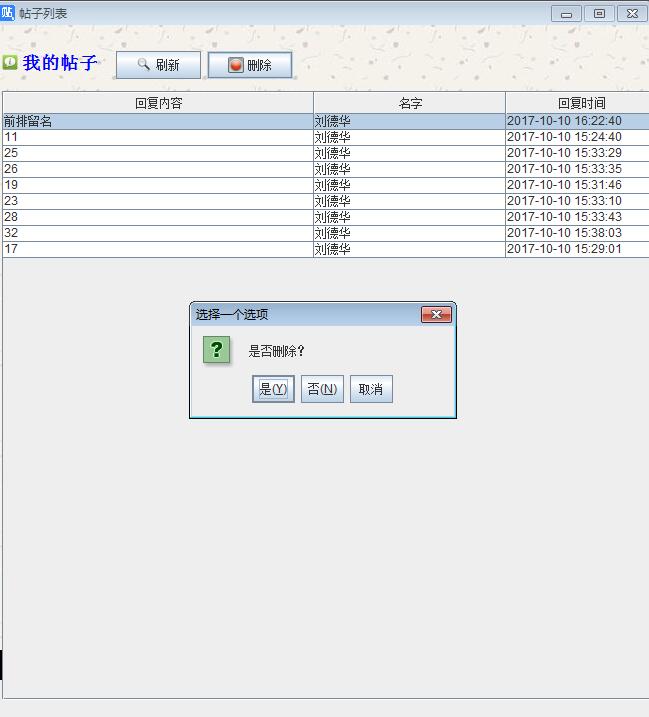 帖 帖子列表
我的帖子 刷新 删除
回复内容 名字 回复时间
前排留名 刘德华 2017-10-10 16:22:40
11 刘德华 2017-10-10 15:24:40
25 刘德华 2017-10-10 15:33:29
26 刘德华 2017-10-10 15:33:35
19 刘德华 2017-10-10 15:31:46
23 刘德华 2017-10-10 15:33:10
28 刘德华 2017-10-10 15:33:43
32 刘德华 2017-10-10 15:38:03
17 刘德华 2017-10-10 15:29:01
选择一个选项
是否删除?
是(Y) 否(N) 取消